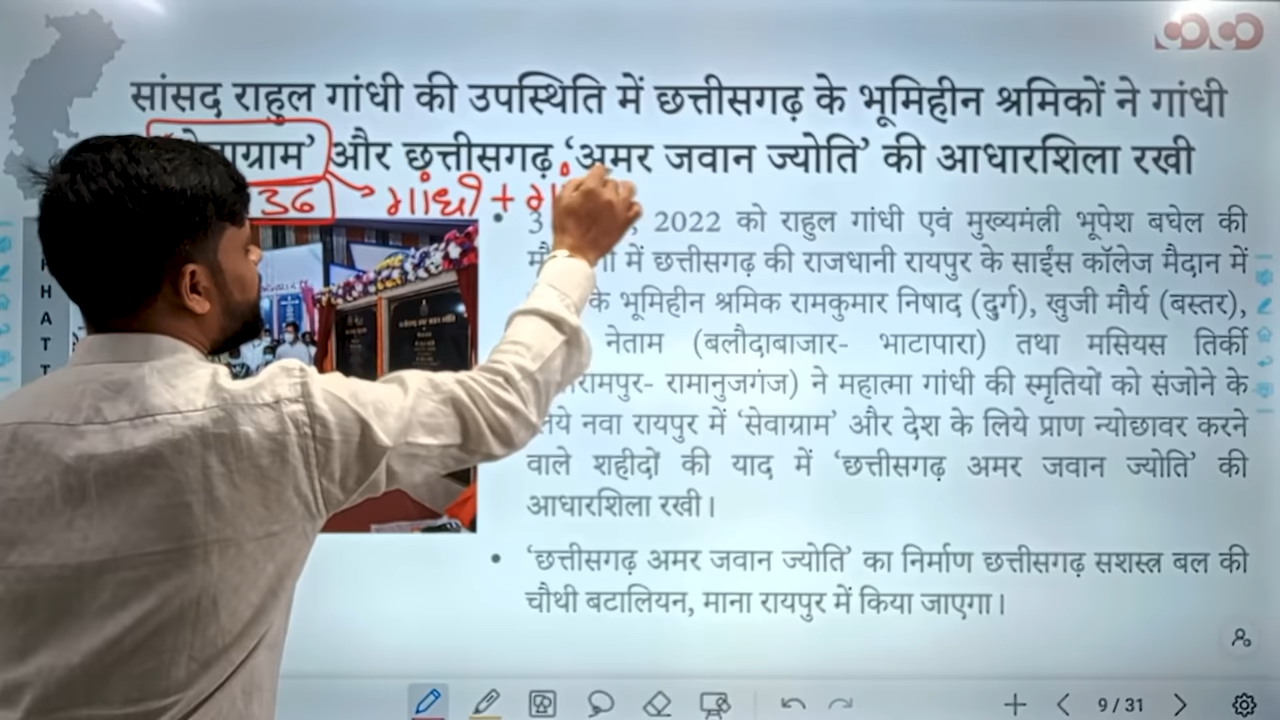 सांसद राहुल गांधी की उपस्थिति में छत्तीसगढ़ के भूमिहीन श्रमिकों ने गांधी
और छत्तीसगढ़ ‘अमर जवान ज्योति’ की आधारशिला रखी
36 → गांधी +
2022 को राहुल गांधी एवं मुख्यमंत्री भूपेश बघेल की
में छत्तीसगढ़ की राजधानी रायपुर के साईंस कॉलेज मैदान में
के भूमिहीन श्रमिक रामकुमार निषाद (दुर्ग), खुजी मौर्य (बस्तर),
नेताम (बलौदाबाजार- भाटापारा) तथा मसियस तिर्की
रामानुजगंज) ने महात्मा गांधी की स्मृतियों को संजोने के
नवा रायपुर में ‘सेवाग्राम’ और देश के लिये प्राण न्योछावर करने
वाले शहीदों की याद में ‘छत्तीसगढ़ अमर जवान ज्योति’ की
आधारशिला रखी।
• ‘छत्तीसगढ़ अमर जवान ज्योति’ का निर्माण छत्तीसगढ़ सशस्त्र बल की
चौथी बटालियन, माना रायपुर में किया जाएगा।
H
A
T
T
9 / 31